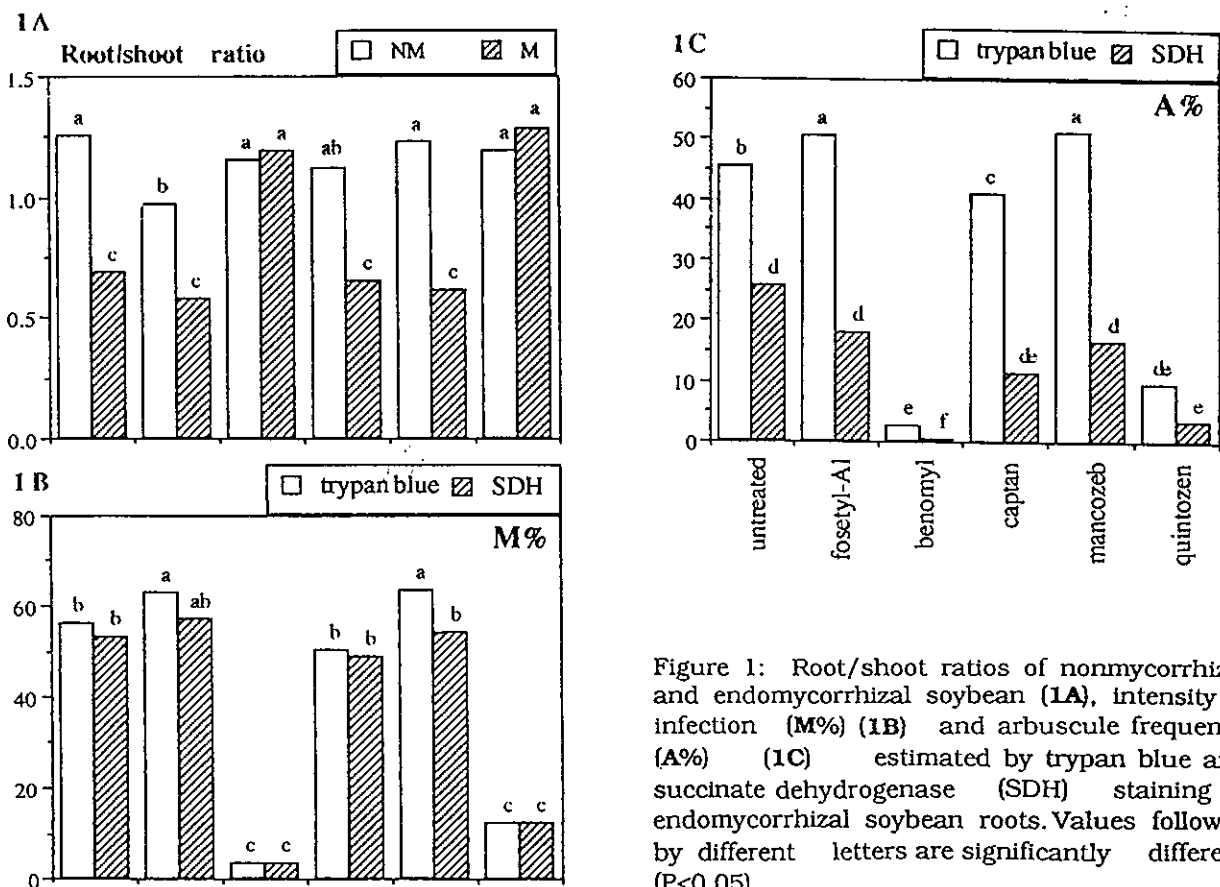 1A
Root/shoot ratio
NM M
1.5
1.0
0.5
0.0
a c b c a a ab c a c a a
1B
trypan blue SDH
M%
80
60
40
20
0
b b a ab c c b b a b c c
1C
trypan blue SDH
A%
60
50
40
30
20
10
0
b d a d e f c de a d de e
untreated
fosetyl-Al
benomyl
captan
mancozeb
quintozen
Figure 1: Root/shoot ratios of nonmycorrhiz
and endomycorrhizal soybean (1A), intensity
infection (M%) (1B) and arbuscule frequen
(A%) (1C) estimated by trypan blue a
succinate dehydrogenase (SDH) staining
endomycorrhizal soybean roots. Values follow
by different letters are significantly differe
(P<0.05)